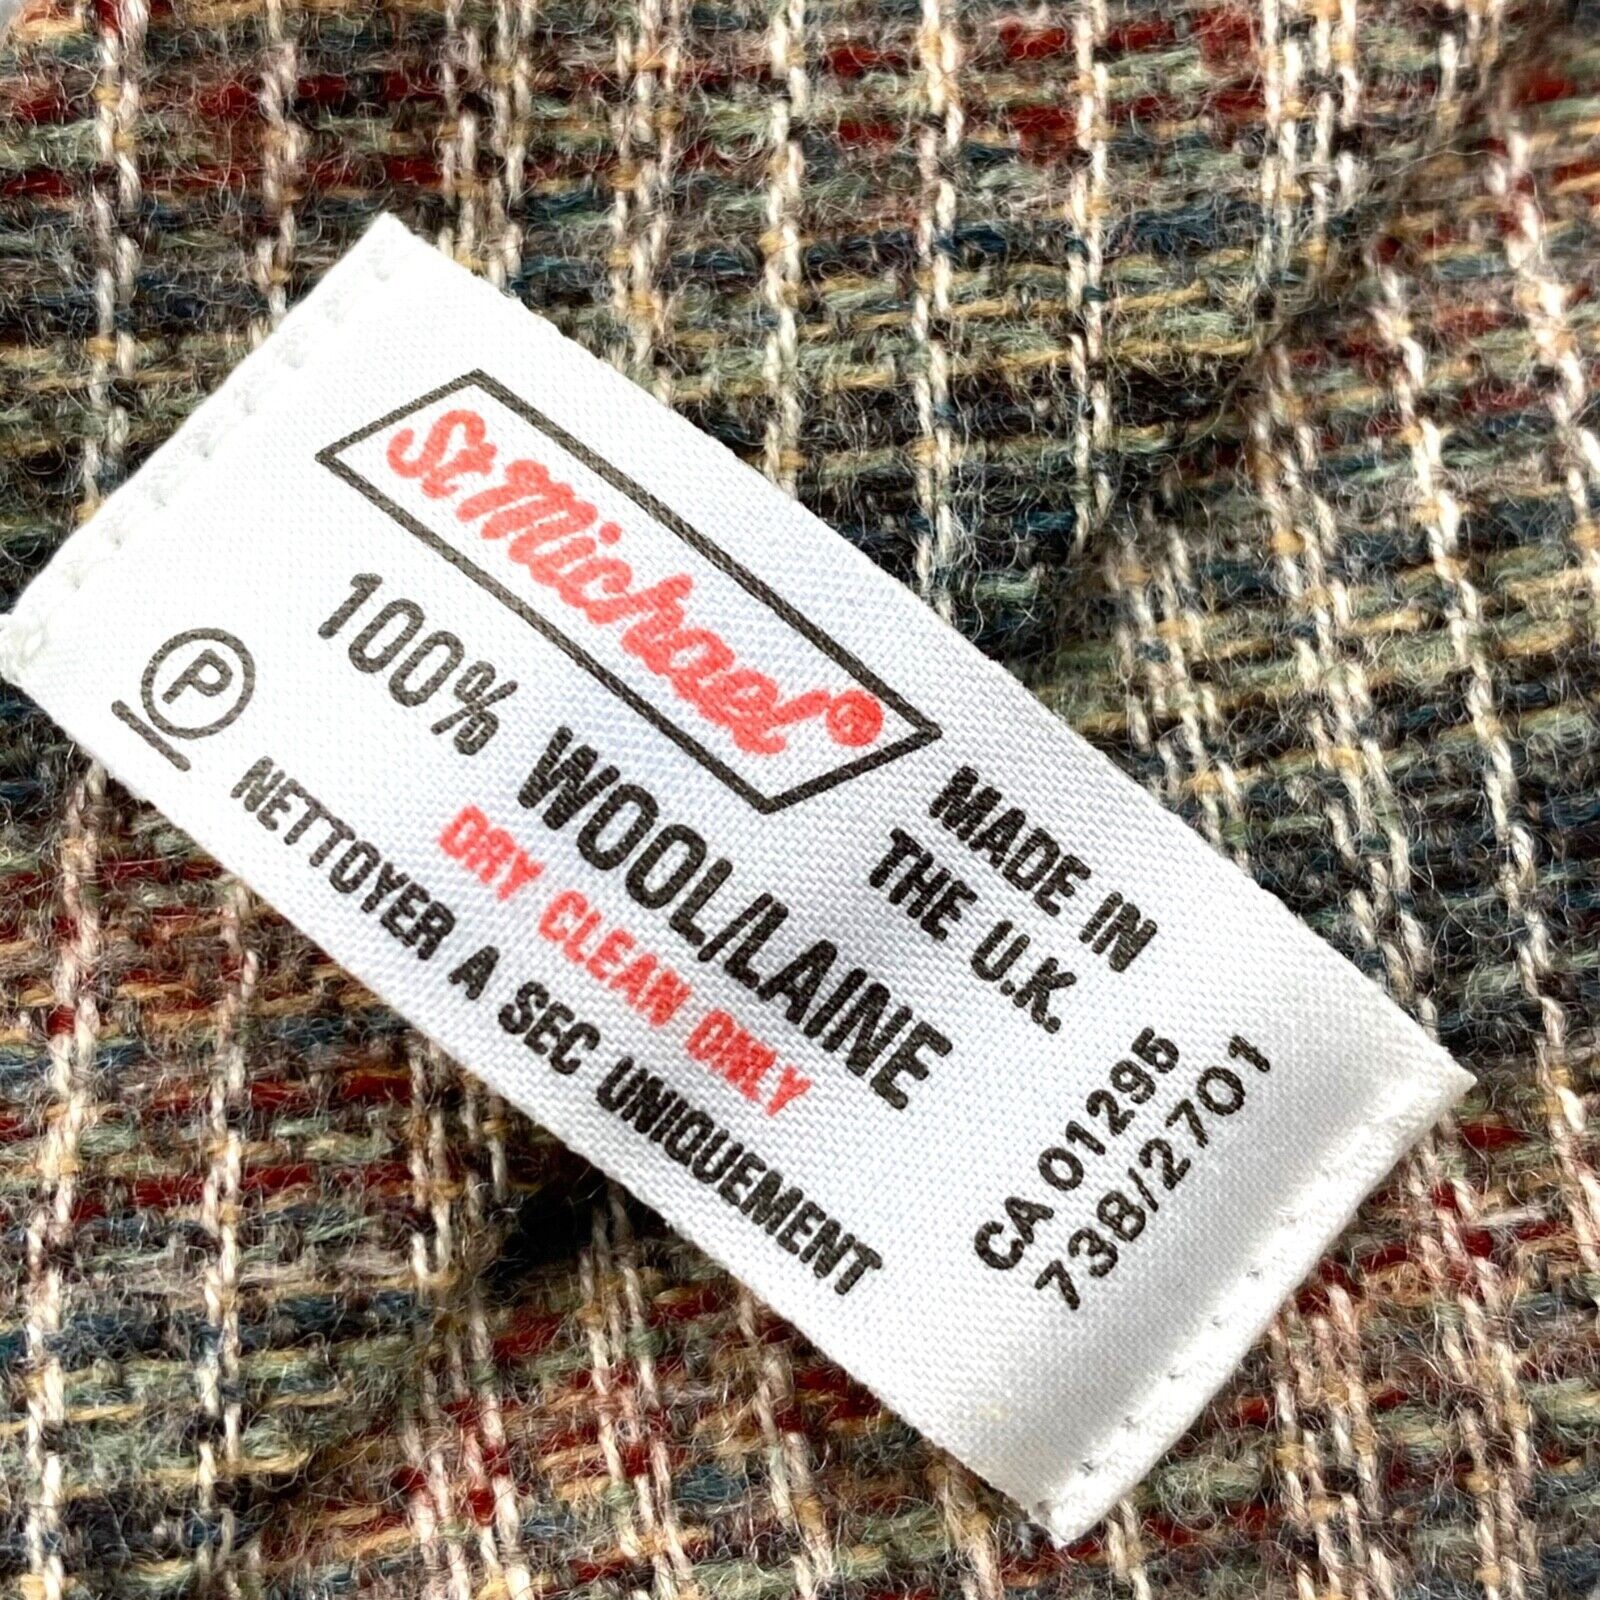 St Michael®
MADE IN
THE U.K.
100% WOOL/LAINE
DRY CLEAN ONLY
P
NETTOYER A SEC UNIQUEMENT
CA 01295
738/2701